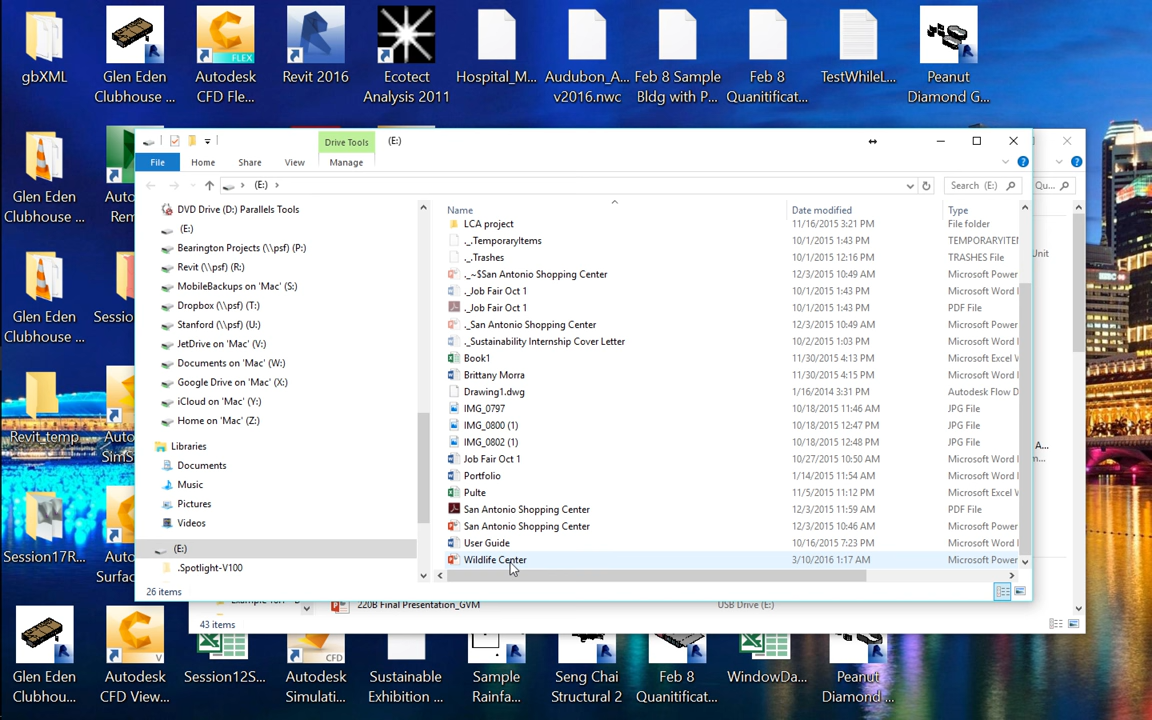 gbXML
Glen Eden
Clubhouse ...
Autodesk
CFD Fle...
Revit 2016
Ecotect
Analysis 2011
Hospital_M...
Audubon_A...
v2016.nwc
Feb 8 Sample
Bldg with P...
Feb 8
Quanitificat...
TestWhileL...
Peanut
Diamond G...
Drive Tools
(E:)
File
Home
Share
View
Manage
(E:)
Search (E:)
Qu...
Glen Eden
Clubhouse ...
Glen Eden
Clubhouse ...
Revit temp
Session17R...
DVD Drive (D:) Parallels Tools
(E:)
Bearington Projects (\\psf) (P:)
Revit (\\psf) (R:)
MobileBackups on 'Mac' (S:)
Dropbox (\\psf) (T:)
Stanford (\\psf) (U:)
JetDrive on 'Mac' (V:)
Documents on 'Mac' (W:)
Google Drive on 'Mac' (X:)
iCloud on 'Mac' (Y:)
Home on 'Mac' (Z:)
Libraries
Documents
Music
Pictures
Videos
(E:)
.Spotlight-V100
Name Date modified Type
LCA project 11/16/2015 3:21 PM File folder
._.TemporaryItems 10/1/2015 1:43 PM TEMPORARYITEM
._.Trashes 10/1/2015 12:16 PM TRASHES File
._~$San Antonio Shopping Center 12/3/2015 10:49 AM Microsoft Power
._Job Fair Oct 1 10/1/2015 1:43 PM Microsoft Word
._Job Fair Oct 1 10/1/2015 1:43 PM PDF File
._San Antonio Shopping Center 12/3/2015 10:49 AM Microsoft Power
._Sustainability Internship Cover Letter 10/2/2015 1:03 PM Microsoft Word
Book1 11/30/2015 4:13 PM Microsoft Excel
Brittany Morra 11/30/2015 4:15 PM Microsoft Word
Drawing1.dwg 1/16/2014 3:31 PM Autodesk Flow D
IMG_0797 10/18/2015 11:46 AM JPG File
IMG_0800 (1) 10/18/2015 12:47 PM JPG File
IMG_0802 (1) 10/18/2015 12:48 PM JPG File
Job Fair Oct 1 10/27/2015 10:50 AM Microsoft Word
Portfolio 1/14/2015 11:54 AM Microsoft Word
Pulte 11/5/2015 11:12 PM Microsoft Excel
San Antonio Shopping Center 12/3/2015 11:59 AM PDF File
San Antonio Shopping Center 12/3/2015 10:46 AM Microsoft Power
User Guide 10/16/2015 7:23 PM Microsoft Word
Wildlife Center 3/10/2016 1:17 AM Microsoft Power
26 items
220B Final Presentation_GVM USB Drive (E:)
43 items
Glen Eden
Clubhou...
Autodesk
CFD View...
Session12S...
Autodesk
Simulati...
CFD
Sustainable
Exhibition ...
Sample
Rainfa...
Seng Chai
Structural 2
Feb 8
Quanitificat...
WindowDa...
Peanut
Diamond ...